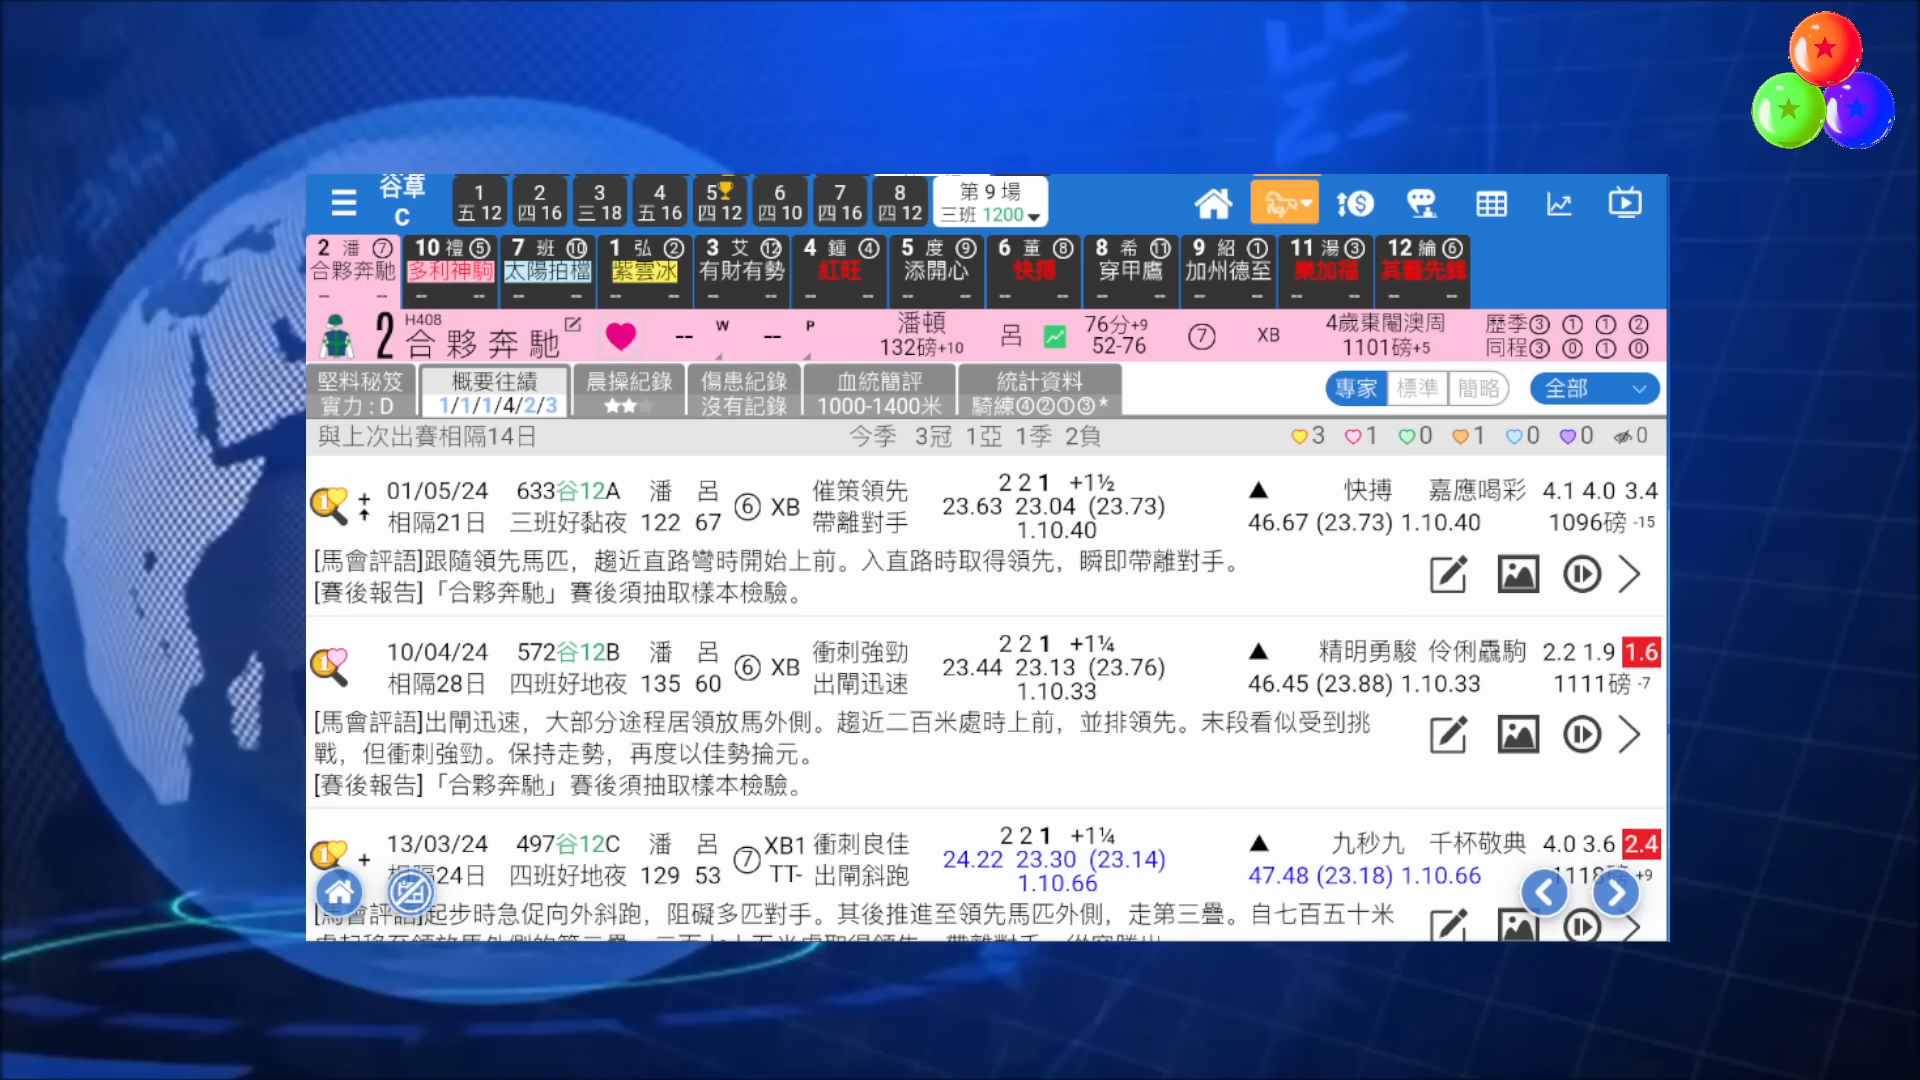 谷草 C
1 五 12
2 四 16
3 三 18
4 五 16
5 四 12
6 四 10
7 四 16
8 四 12
第 9 場
三班 1200
2 潘 ⑦ 合夥奔馳 -- --
10 禮 ⑤ 多利神駒 -- --
7 班 ⑩ 太陽拍檔 -- --
1 弘 ② 紫雲冰 -- --
3 艾 ⑫ 有財有勢 -- --
4 鍾 ④ 紅旺 -- --
5 度 ⑨ 添開心 -- --
6 董 ⑧ 快搏 -- --
8 希 ⑪ 穿甲鷹 -- --
9 紹 ① 加州德至 -- --
11 湯 ③ 樂加福 -- --
12 綸 ⑥ 其藝先鋒 -- --
2 H408 合夥奔馳 -- W -- P
潘頓 132磅+10 呂 76分+9 52-76 ⑦ XB
4歲棗閹澳周 1101磅+5
歷季③ ① ① ②
同程③ ⓪ ① ⓪
堅料秘笈 實力 : D
概要往績 1/1/1/4/2/3
晨操紀錄 ★★★
傷患紀錄 沒有記錄
血統簡評 1000-1400米
統計資料 騎練④②①③*
專家 標準 簡略 全部
與上次出賽相隔14日 今季 3冠 1亞 1季 2負 3 1 0 1 0 0 0
01/05/24 633谷12A 潘 呂 ⑥ XB 催策領先 2 2 1 +1½ ▲ 快搏 嘉應喝彩 4.1 4.0 3.4
相隔21日 三班好黏夜 122 67 帶離對手 23.63 23.04 (23.73) 1.10.40 46.67 (23.73) 1.10.40 1096磅 -15
[馬會評語]跟隨領先馬匹，趨近直路彎時開始上前。入直路時取得領先，瞬即帶離對手。
[賽後報告]「合夥奔馳」賽後須抽取樣本檢驗。
10/04/24 572谷12B 潘 呂 ⑥ XB 衝刺強勁 2 2 1 +1¼ ▲ 精明勇駿 伶俐驫駒 2.2 1.9 1.6
相隔28日 四班好地夜 135 60 出閘迅速 23.44 23.13 (23.76) 1.10.33 46.45 (23.88) 1.10.33 1111磅 -7
[馬會評語]出閘迅速，大部分途程居領放馬外側。趨近二百米處時上前，並排領先。末段看似受到挑
戰，但衝刺強勁。保持走勢，再度以佳勢掄元。
[賽後報告]「合夥奔馳」賽後須抽取樣本檢驗。
13/03/24 497谷12C 潘 呂 ⑦ XB1 衝刺良佳 2 2 1 +1¼ ▲ 九秒九 千杯敬典 4.0 3.6 2.4
相隔24日 四班好地夜 129 53 TT- 出閘斜跑 24.22 23.30 (23.14) 1.10.66 47.48 (23.18) 1.10.66 1118磅 +9
[馬會評語]起步時急促向外斜跑，阻礙多匹對手。其後推進至領先馬匹外側，走第三疊。自七百五十米